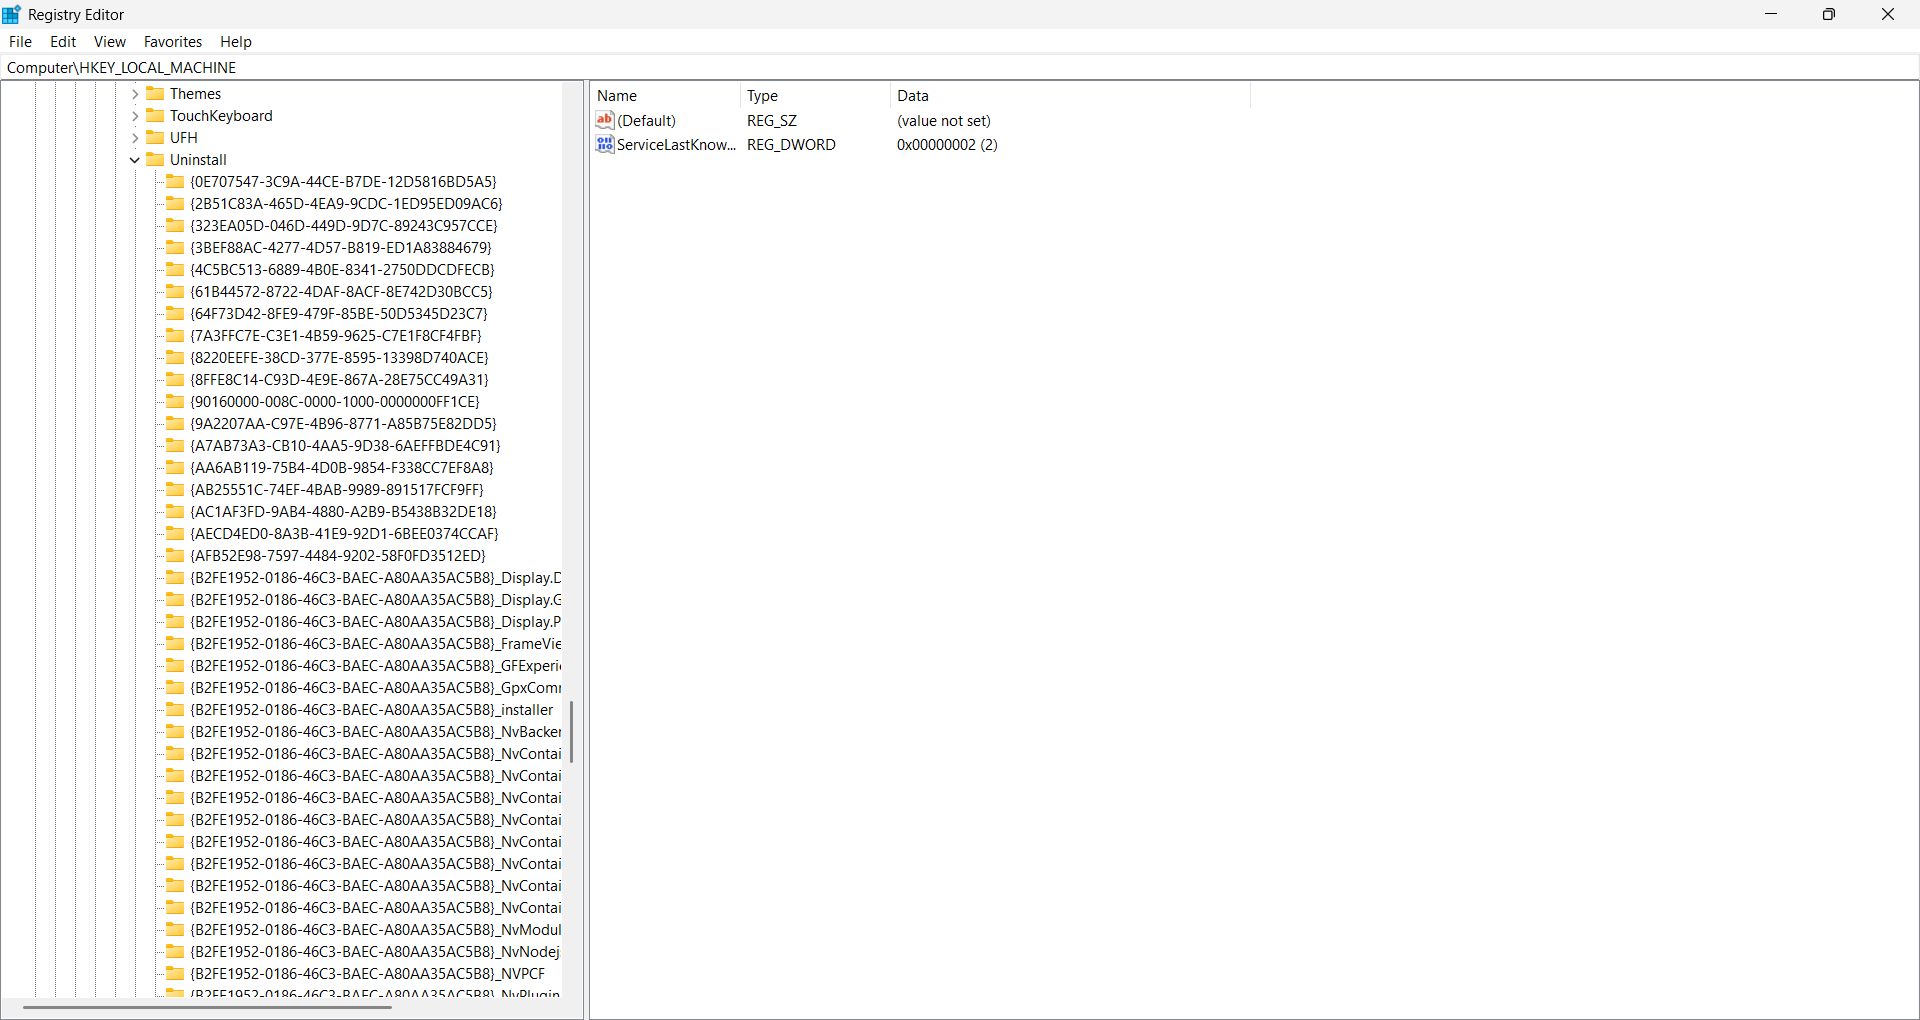 Registry Editor
File Edit View Favorites Help
Computer\HKEY_LOCAL_MACHINE
Themes
TouchKeyboard
UFH
Uninstall
{0E707547-3C9A-44CE-B7DE-12D5816BD5A5}
{2B51C83A-465D-4EA9-9CDC-1ED95ED09AC6}
{323EA05D-046D-449D-9D7C-89243C957CCE}
{3BEF88AC-4277-4D57-B819-ED1A83884679}
{4C5BC513-6889-4B0E-8341-2750DDCDFECB}
{61B44572-8722-4DAF-8ACF-8E742D30BCC5}
{64F73D42-8FE9-479F-85BE-50D5345D23C7}
{7A3FFC7E-C3E1-4B59-9625-C7E1F8CF4FBF}
{8220EEFE-38CD-377E-8595-13398D740ACE}
{8FFE8C14-C93D-4E9E-867A-28E75CC49A31}
{90160000-008C-0000-1000-0000000FF1CE}
{9A2207AA-C97E-4B96-8771-A85B75E82DD5}
{A7AB73A3-CB10-4AA5-9D38-6AEFFBDE4C91}
{AA6AB119-75B4-4D0B-9854-F338CC7EF8A8}
{AB25551C-74EF-4BAB-9989-891517FCF9FF}
{AC1AF3FD-9AB4-4880-A2B9-B5438B32DE18}
{AECD4ED0-8A3B-41E9-92D1-6BEE0374CCAF}
{AFB52E98-7597-4484-9202-58F0FD3512ED}
{B2FE1952-0186-46C3-BAEC-A80AA35AC5B8}_Display.D
{B2FE1952-0186-46C3-BAEC-A80AA35AC5B8}_Display.G
{B2FE1952-0186-46C3-BAEC-A80AA35AC5B8}_Display.P
{B2FE1952-0186-46C3-BAEC-A80AA35AC5B8}_FrameVie
{B2FE1952-0186-46C3-BAEC-A80AA35AC5B8}_GFExperi
{B2FE1952-0186-46C3-BAEC-A80AA35AC5B8}_GpxCom
{B2FE1952-0186-46C3-BAEC-A80AA35AC5B8}_installer
{B2FE1952-0186-46C3-BAEC-A80AA35AC5B8}_NvBacke
{B2FE1952-0186-46C3-BAEC-A80AA35AC5B8}_NvContai
{B2FE1952-0186-46C3-BAEC-A80AA35AC5B8}_NvContai
{B2FE1952-0186-46C3-BAEC-A80AA35AC5B8}_NvContai
{B2FE1952-0186-46C3-BAEC-A80AA35AC5B8}_NvContai
{B2FE1952-0186-46C3-BAEC-A80AA35AC5B8}_NvContai
{B2FE1952-0186-46C3-BAEC-A80AA35AC5B8}_NvContai
{B2FE1952-0186-46C3-BAEC-A80AA35AC5B8}_NvContai
{B2FE1952-0186-46C3-BAEC-A80AA35AC5B8}_NvContai
{B2FE1952-0186-46C3-BAEC-A80AA35AC5B8}_NvModul
{B2FE1952-0186-46C3-BAEC-A80AA35AC5B8}_NvNodej
{B2FE1952-0186-46C3-BAEC-A80AA35AC5B8}_NVPCF
{B2FE1952-0186-46C3-BAEC-A80AA35AC5B8}_NvPlugin
Name Type Data
(Default) REG_SZ (value not set)
ServiceLastKnow... REG_DWORD 0x00000002 (2)